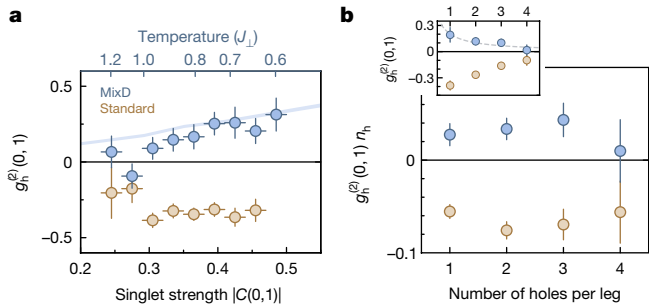 a
Temperature (J⊥)
1.2 1.0 0.8 0.7 0.6
MixD
Standard
0.5
0
−0.5
g_h^(2)(0, 1)
0.2 0.3 0.4 0.5
Singlet strength |C(0,1)|
b
1 2 3 4
0.3
0
−0.3
g_h^(2)(0,1)
0
−0.1
g_h^(2)(0,1) n_h
1 2 3 4
Number of holes per leg